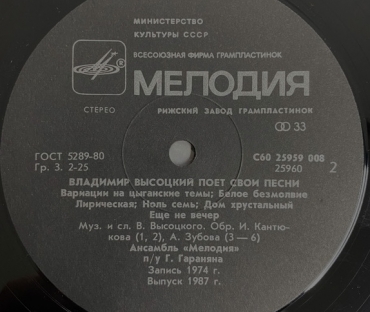 МИНИСТЕРСТВО
КУЛЬТУРЫ СССР
ВСЕСОЮЗНАЯ ФИРМА ГРАМПЛАСТИНОК
МЕЛОДИЯ
СТЕРЕО
РИЖСКИЙ ЗАВОД ГРАМПЛАСТИНОК
33
ГОСТ 5289-80
Гр. 3. 2-25
С60 25959 008
25960
2
ВЛАДИМИР ВЫСОЦКИЙ ПОЕТ СВОИ ПЕСНИ
Вариации на цыганские темы; Белое безмолвие
Лирическая; Ноль семь; Дом хрустальный
Еще не вечер
Муз. и сл. В. Высоцкого. Обр. И. Кантю-
кова (1, 2), А. Зубова (3—6)
Ансамбль «Мелодия»
п/у Г. Гараняна
Запись 1974 г.
Выпуск 1987 г.